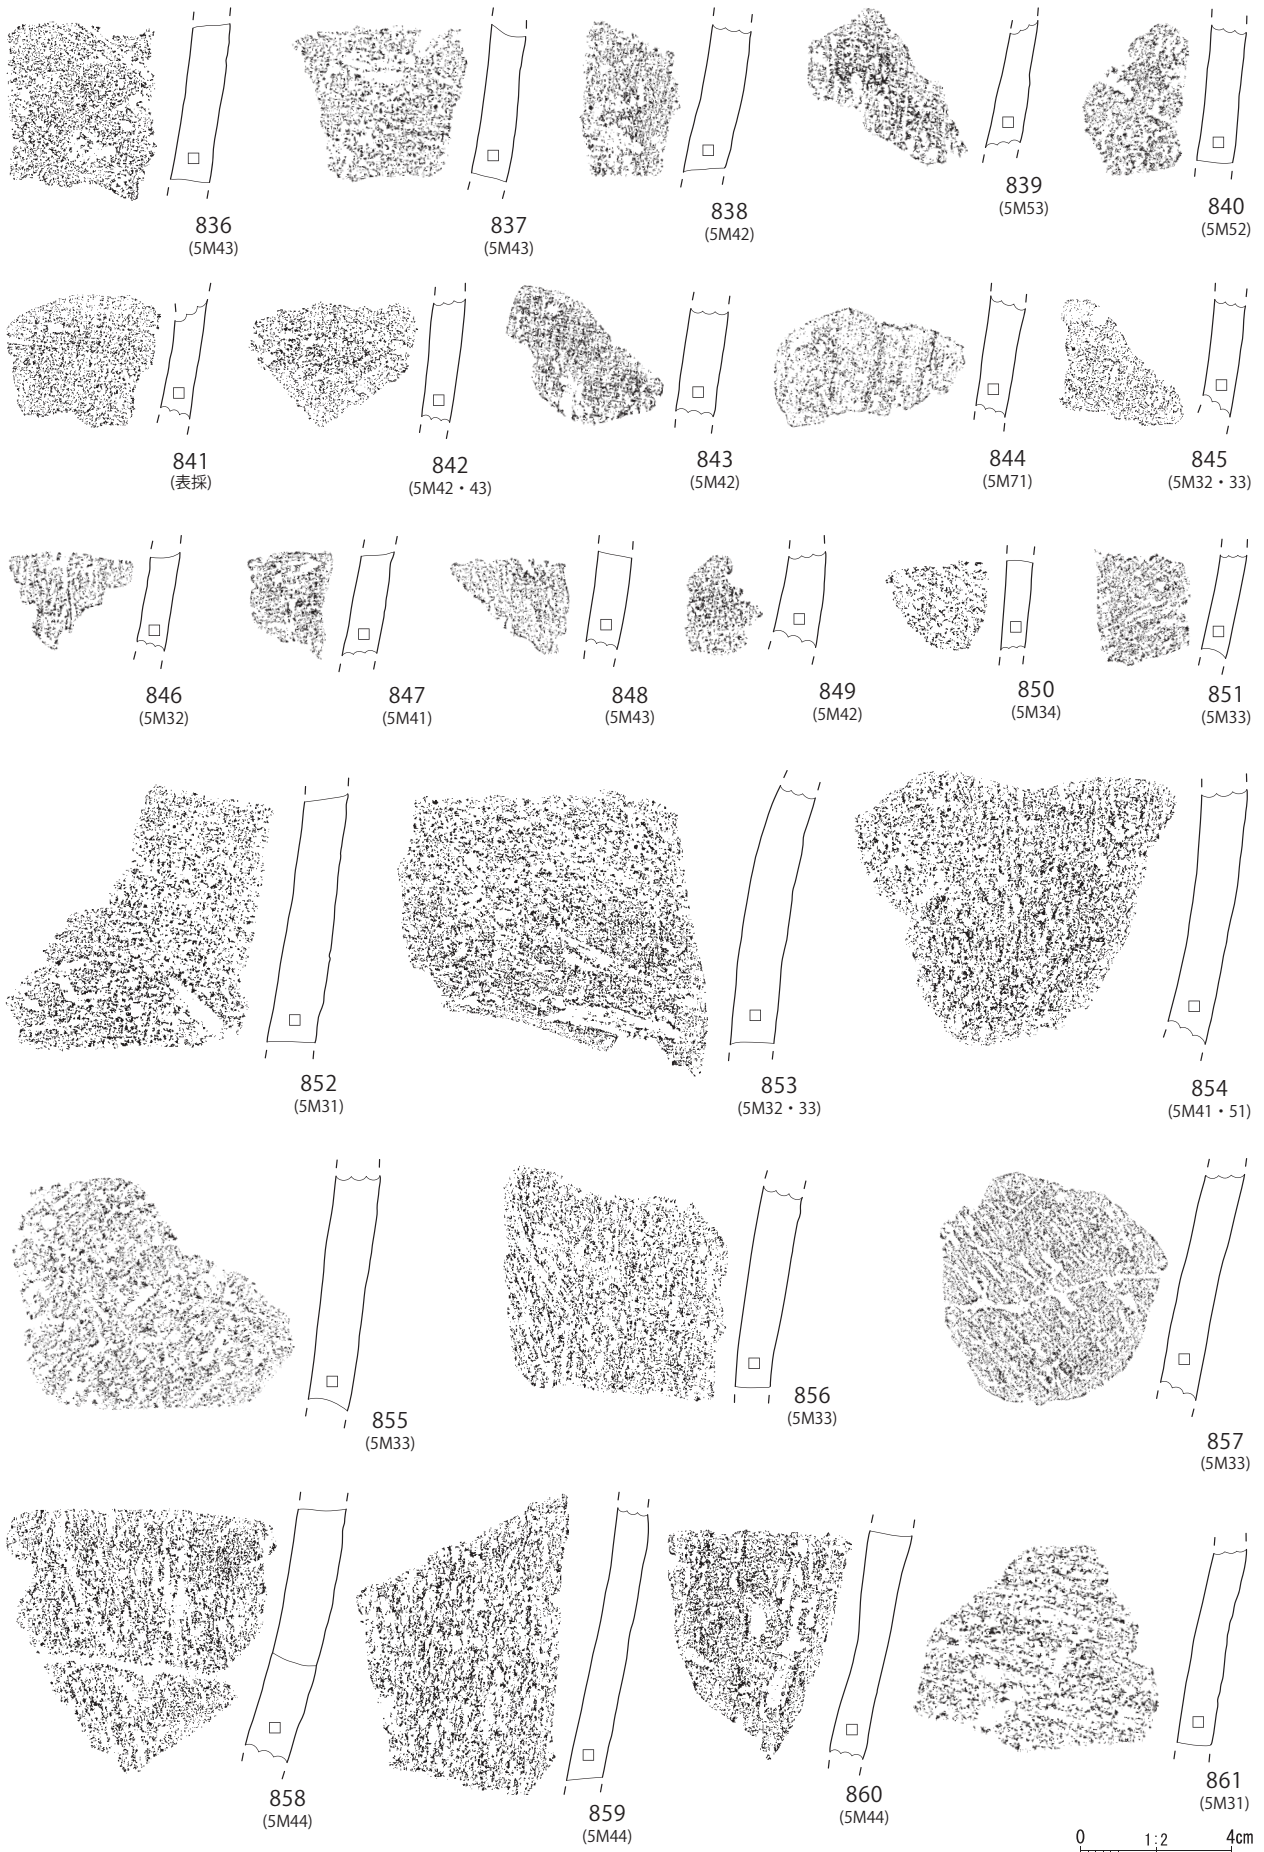 836
(5M43)
837
(5M43)
838
(5M42)
839
(5M53)
840
(5M52)
841
(表採)
842
(5M42・43)
843
(5M42)
844
(5M71)
845
(5M32・33)
846
(5M32)
847
(5M41)
848
(5M43)
849
(5M42)
850
(5M34)
851
(5M33)
852
(5M31)
853
(5M32・33)
854
(5M41・51)
855
(5M33)
856
(5M33)
857
(5M33)
858
(5M44)
859
(5M44)
860
(5M44)
861
(5M31)
0 1:2 4cm